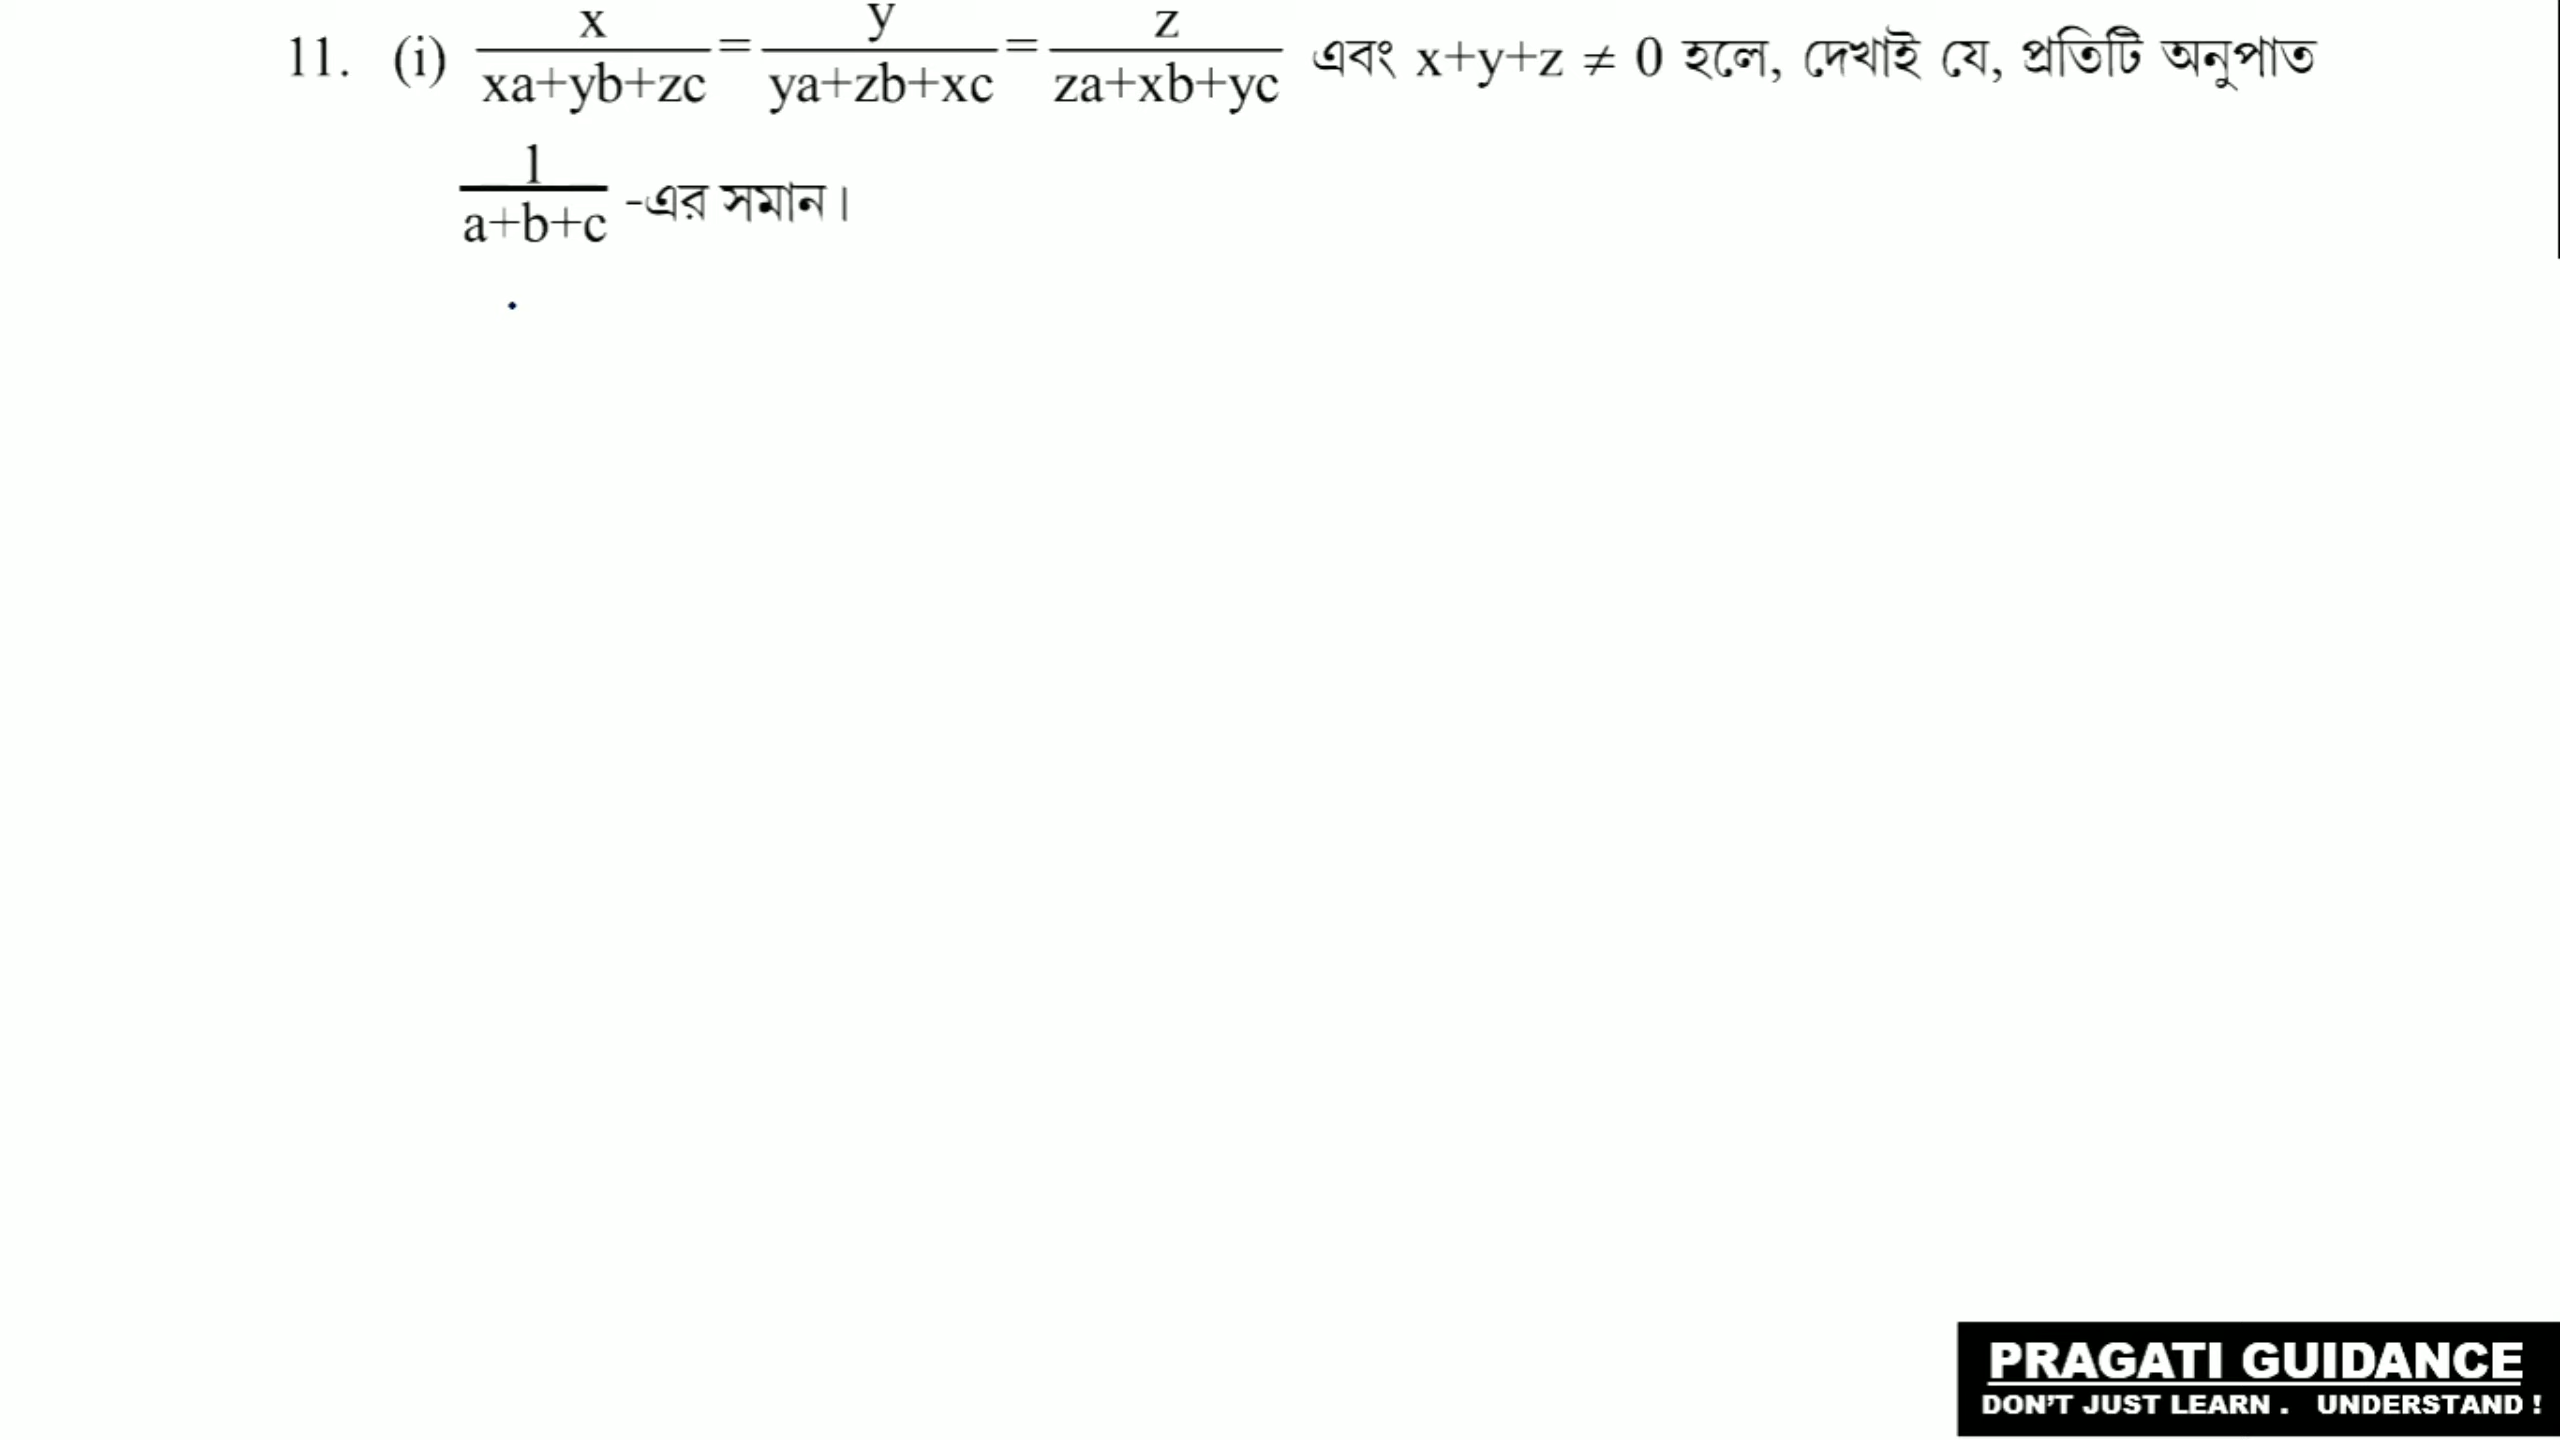 11. (i) x/(xa+yb+zc) = y/(ya+zb+xc) = z/(za+xb+yc) এবং x+y+z ≠ 0 হলে, দেখাই যে, প্রতিটি অনুপাত
1/(a+b+c) -এর সমান।
PRAGATI GUIDANCE
DON'T JUST LEARN . UNDERSTAND !